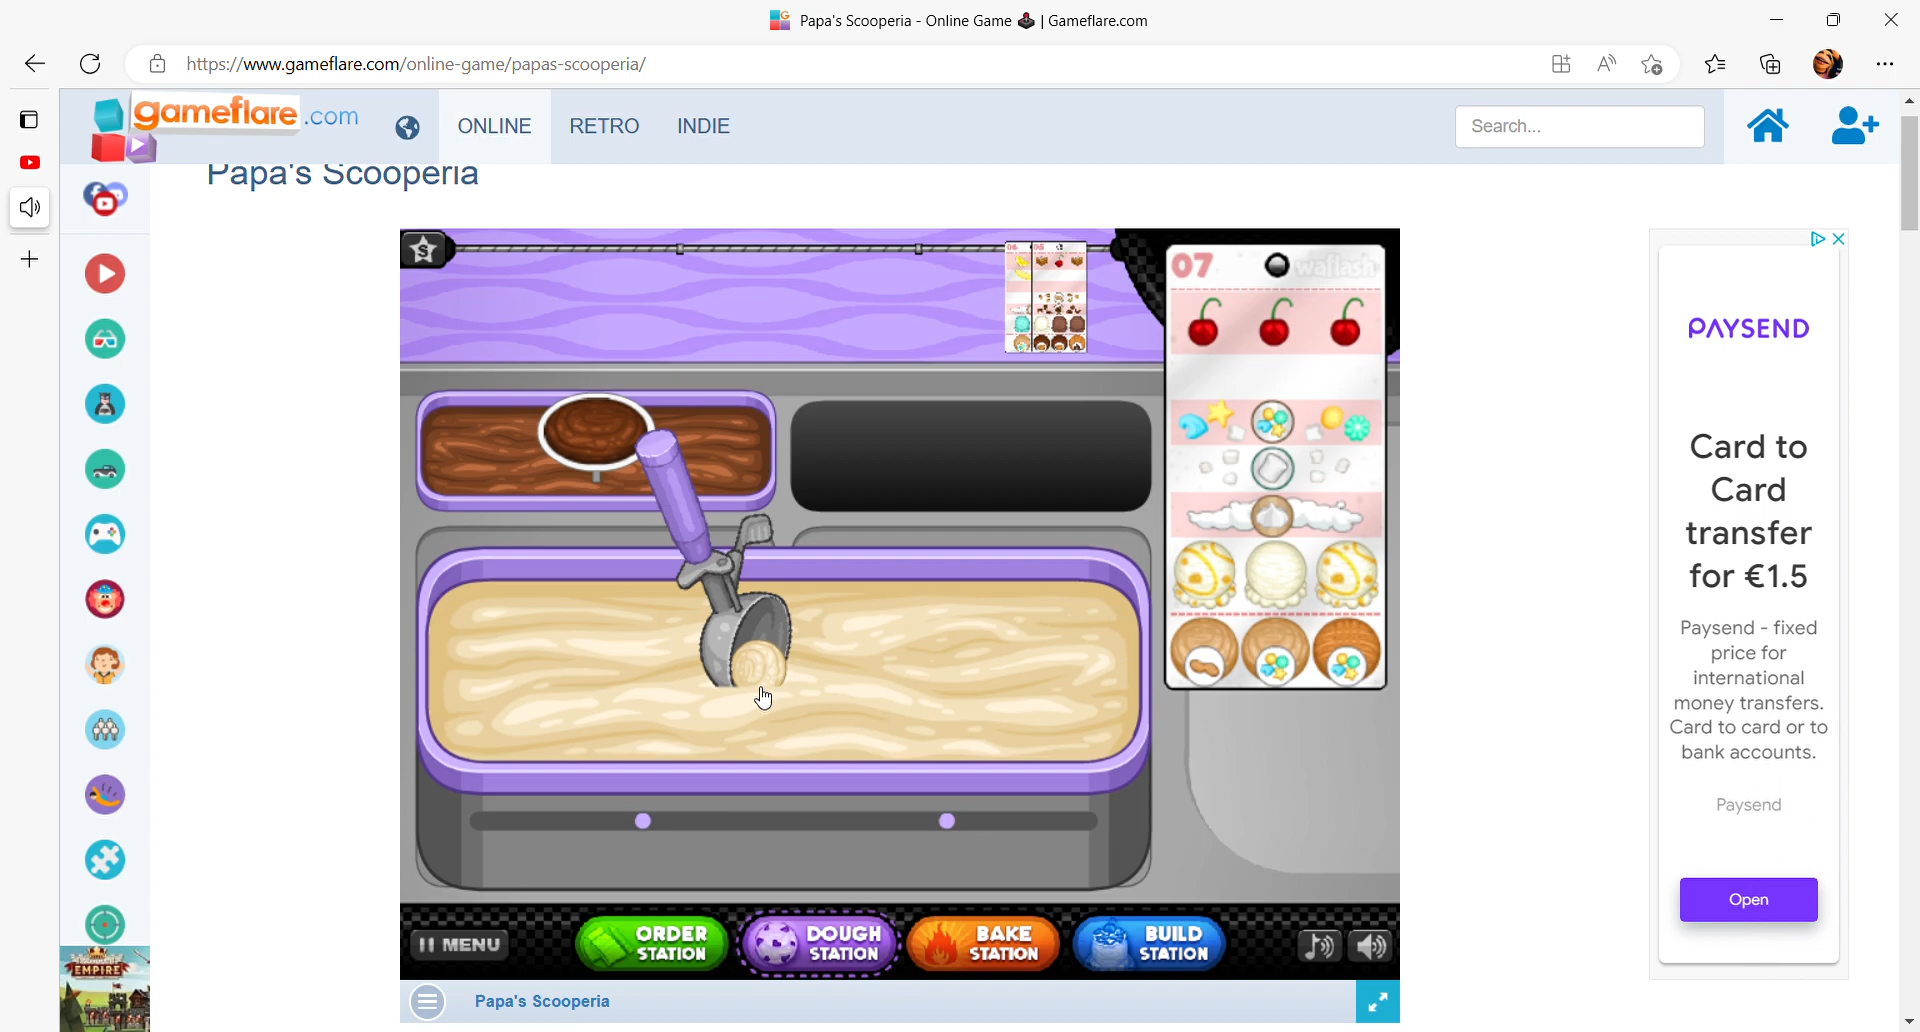 Papa's Scooperia - Online Game 🕹️ | Gameflare.com
https://www.gameflare.com/online-game/papas-scooperia/
gameflare.com
ONLINE
RETRO
INDIE
Search...
Papa's Scooperia
S
06
05
07
waflash
MENU
ORDER STATION
DOUGH STATION
BAKE STATION
BUILD STATION
Papa's Scooperia
EMPIRE
PAYSEND
Card to
Card
transfer
for €1.5
Paysend - fixed
price for
international
money transfers.
Card to card or to
bank accounts.
Paysend
Open